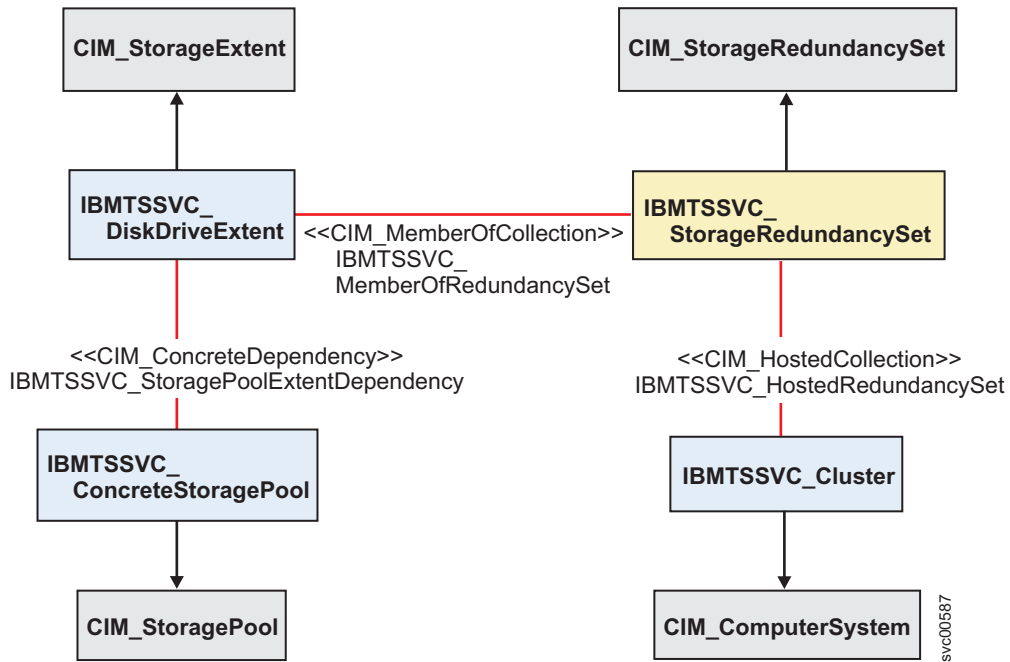 CIM_StorageExtent
CIM_StorageRedundancySet
IBMTSSVC_
DiskDriveExtent
IBMTSSVC_
StorageRedundancySet
<<CIM_MemberOfCollection>>
IBMTSSVC_
MemberOfRedundancySet
<<CIM_ConcreteDependency>>
IBMTSSVC_StoragePoolExtentDependency
<<CIM_HostedCollection>>
IBMTSSVC_HostedRedundancySet
IBMTSSVC_
ConcreteStoragePool
IBMTSSVC_Cluster
CIM_StoragePool
CIM_ComputerSystem
svc00587